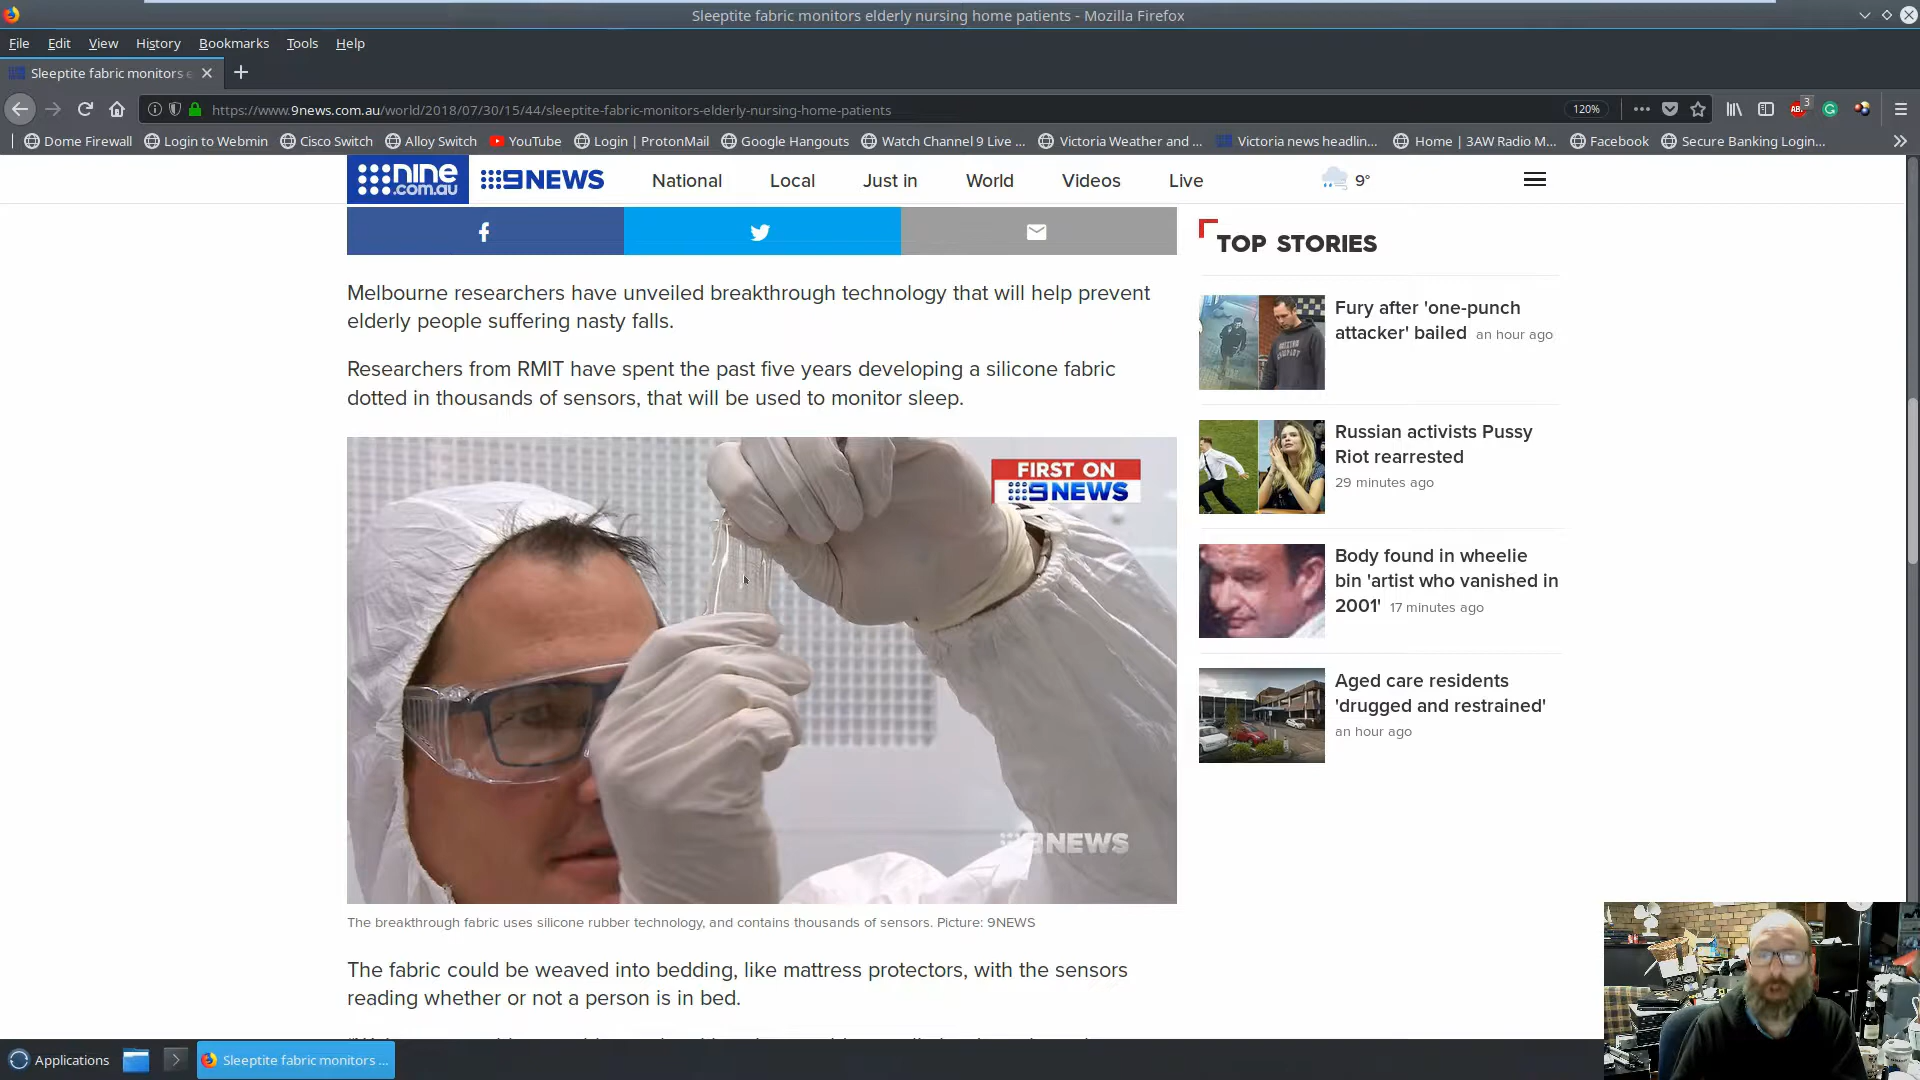 Sleeptite fabric monitors elderly nursing home patients - Mozilla Firefox
File Edit View History Bookmarks Tools Help
Sleeptite fabric monitors e
https://www.9news.com.au/world/2018/07/30/15/44/sleeptite-fabric-monitors-elderly-nursing-home-patients 120% ABP 3
Dome Firewall Login to Webmin Cisco Switch Alloy Switch YouTube Login | ProtonMail Google Hangouts Watch Channel 9 Live ... Victoria Weather and ... Victoria news headlin... Home | 3AW Radio M... Facebook Secure Banking Login...
nine
.com.au
9NEWS National Local Just in World Videos Live 9°
TOP STORIES
Melbourne researchers have unveiled breakthrough technology that will help prevent
elderly people suffering nasty falls.
Researchers from RMIT have spent the past five years developing a silicone fabric
dotted in thousands of sensors, that will be used to monitor sleep.
FIRST ON
9NEWS
9NEWS
The breakthrough fabric uses silicone rubber technology, and contains thousands of sensors. Picture: 9NEWS
The fabric could be weaved into bedding, like mattress protectors, with the sensors
reading whether or not a person is in bed.
Fury after 'one-punch
attacker' bailed an hour ago
Russian activists Pussy
Riot rearrested
29 minutes ago
Body found in wheelie
bin 'artist who vanished in
2001' 17 minutes ago
Aged care residents
'drugged and restrained'
an hour ago
Applications Sleeptite fabric monitors ...